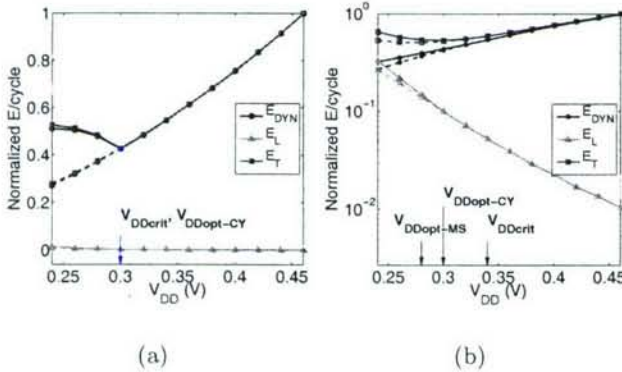 (a)
Normalized E/cycle
1
0.8
0.6
0.4
0.2
0
E_DYN
E_L
E_T
V_DDcrit, V_DDopt-CY
0.25 0.3 0.35 0.4 0.45
V_DD (V)
(b)
Normalized E/cycle
10^0
10^-1
10^-2
E_DYN
E_L
E_T
V_DDopt-CY
V_DDopt-MS
V_DDcrit
0.25 0.3 0.35 0.4 0.45
V_DD (V)
(a)
(b)